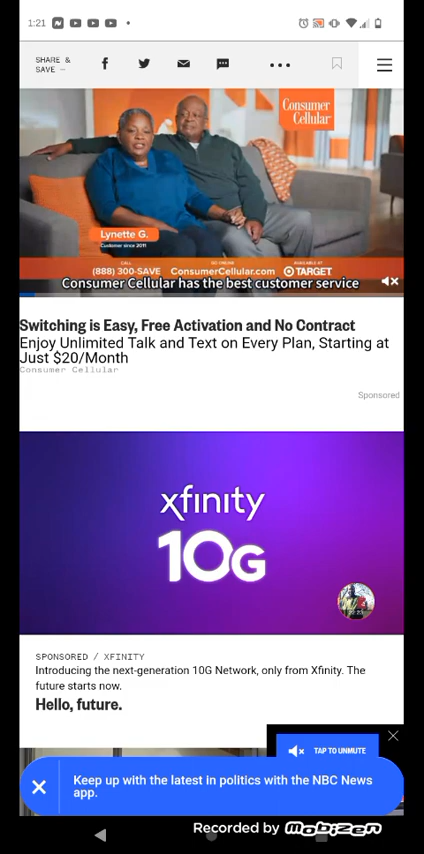 1:21
SHARE &
SAVE —
Consumer
Cellular
Lynette G.
Customer since 2011
CALL
(888) 300-SAVE
GO ONLINE
ConsumerCellular.com
AVAILABLE AT
TARGET
Consumer Cellular has the best customer service
Switching is Easy, Free Activation and No Contract
Enjoy Unlimited Talk and Text on Every Plan, Starting at
Just $20/Month
Consumer Cellular
Sponsored
xfinity
10G
SPONSORED / XFINITY
Introducing the next-generation 10G Network, only from Xfinity. The
future starts now.
Hello, future.
TAP TO UNMUTE
Keep up with the latest in politics with the NBC News
app.
Recorded by Mobizen